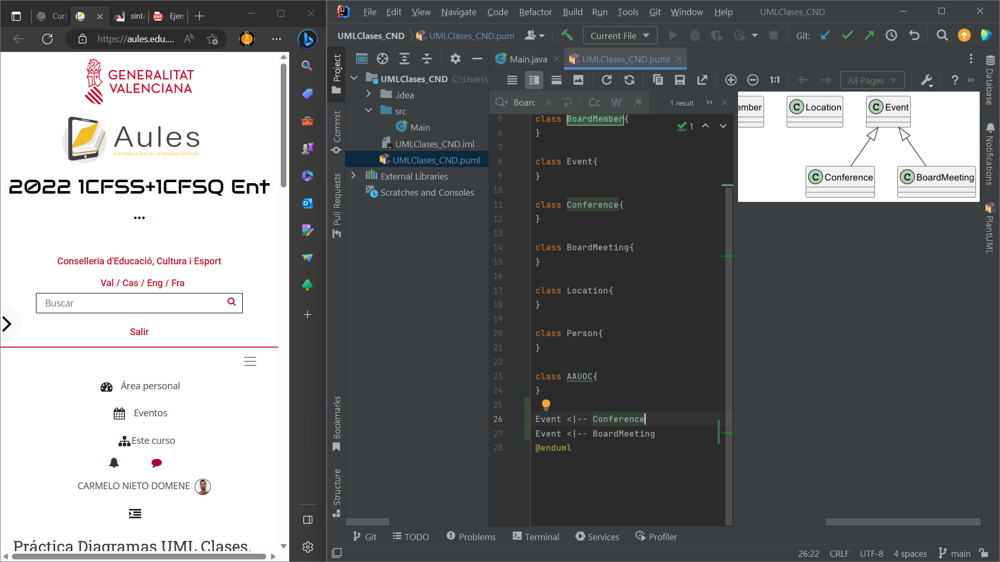 Curs
sinta
Ejem
https://aules.edu....
GENERALITAT
VALENCIANA
Aules
ENTORN VIRTUAL D'APRENENTATGE
2022 1CFSS+1CFSQ Ent
...
Conselleria d'Educació, Cultura i Esport
Val / Cas / Eng / Fra
Buscar
Salir
Área personal
Eventos
Este curso
CARMELO NIETO DOMENE
Práctica Diagramas UML Clases.
File Edit View Navigate Code Refactor Build Run Tools Git Window Help UMLClases_CND
UMLClases_CND UMLClases_CND.pum Current File Git:
Project
Commit
Pull Requests
Bookmarks
Structure
UMLClases_CND C:\Users\
.idea
src
Main
UMLClases_CND.iml
UMLClases_CND.puml
External Libraries
Scratches and Consoles
Main.java UMLClases_CND.puml
1:1 All Pages ?
Boarc Cc W .* 1 result
1
5 class BoardMember{
6 }
7
8 class Event{
9 }
10
11 class Conference{
12 }
13
14 class BoardMeeting{
15 }
16
17 class Location{
18 }
19
20 class Person{
21 }
22
23 class AAUOC{
24 }
25
26 Event <|-- Conference
27 Event <|-- BoardMeeting
28 @enduml
ember
C Location
C Event
C Conference
C BoardMeeting
Database
Notifications
PlantUML
Git TODO Problems Terminal Services Profiler
26:22 CRLF UTF-8 4 spaces main